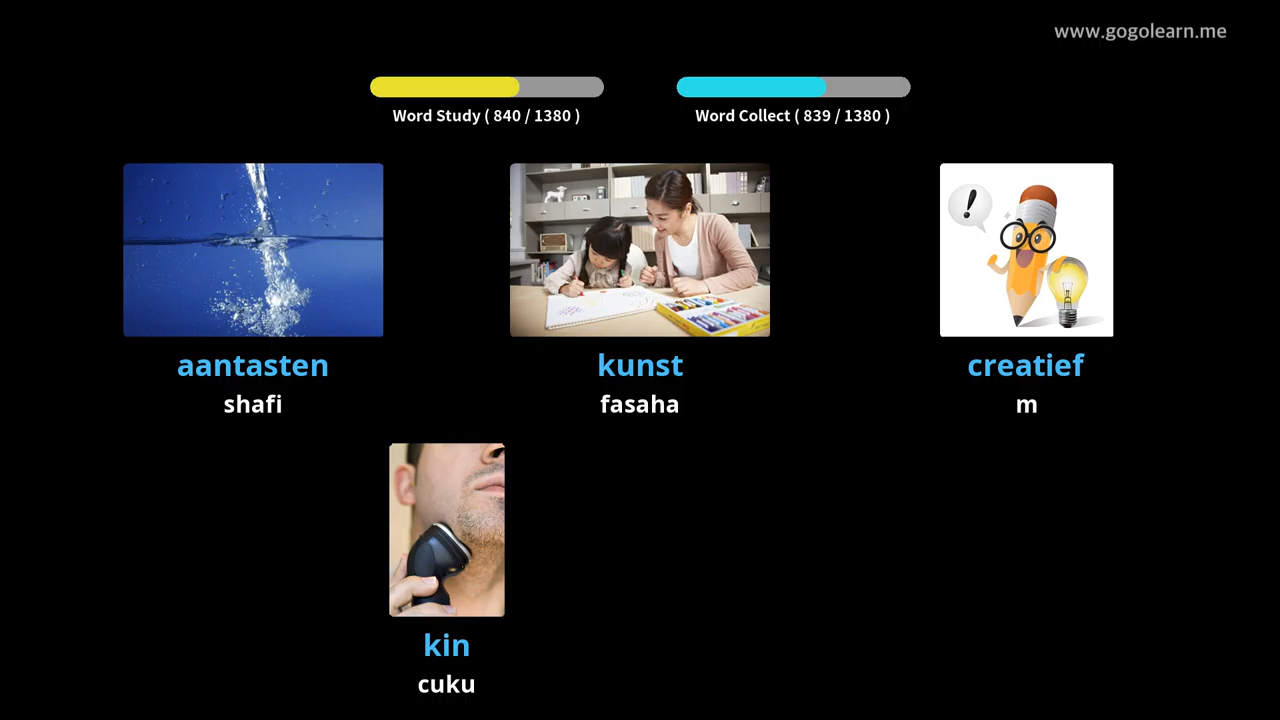 www.gogolearn.me
Word Study ( 840 / 1380 )
Word Collect ( 839 / 1380 )
aantasten
shafi
kunst
fasaha
creatief
m
kin
cuku